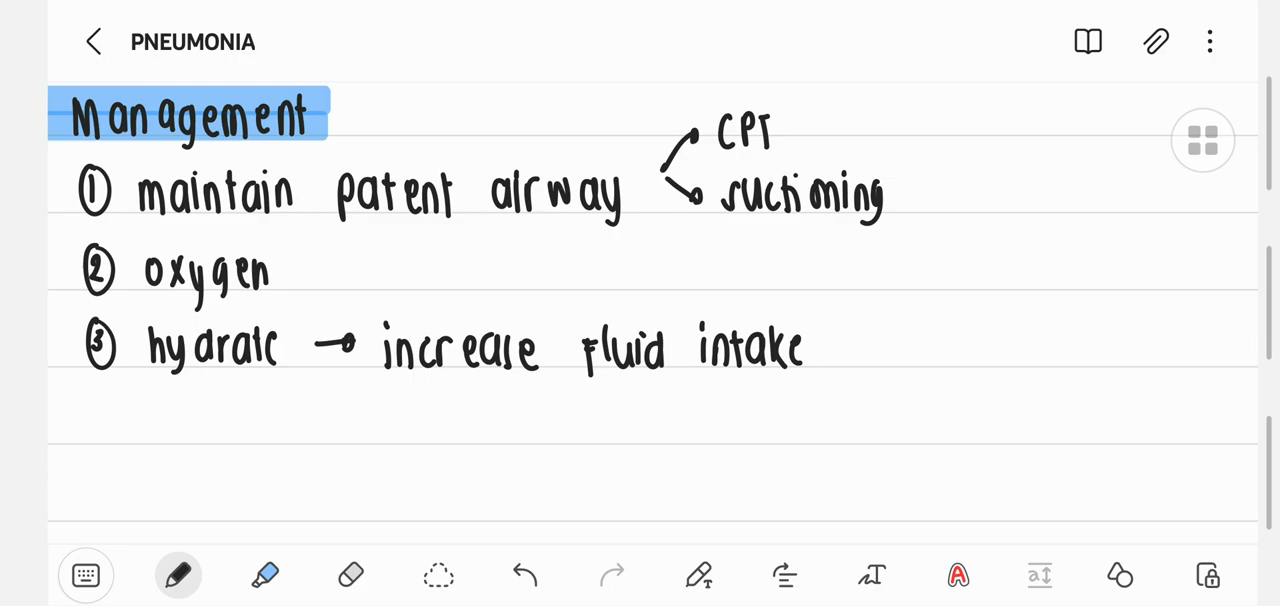 PNEUMONIA
Management
CPT
① maintain patent airway suctioning
② oxygen
③ hydrate → increase fluid intake